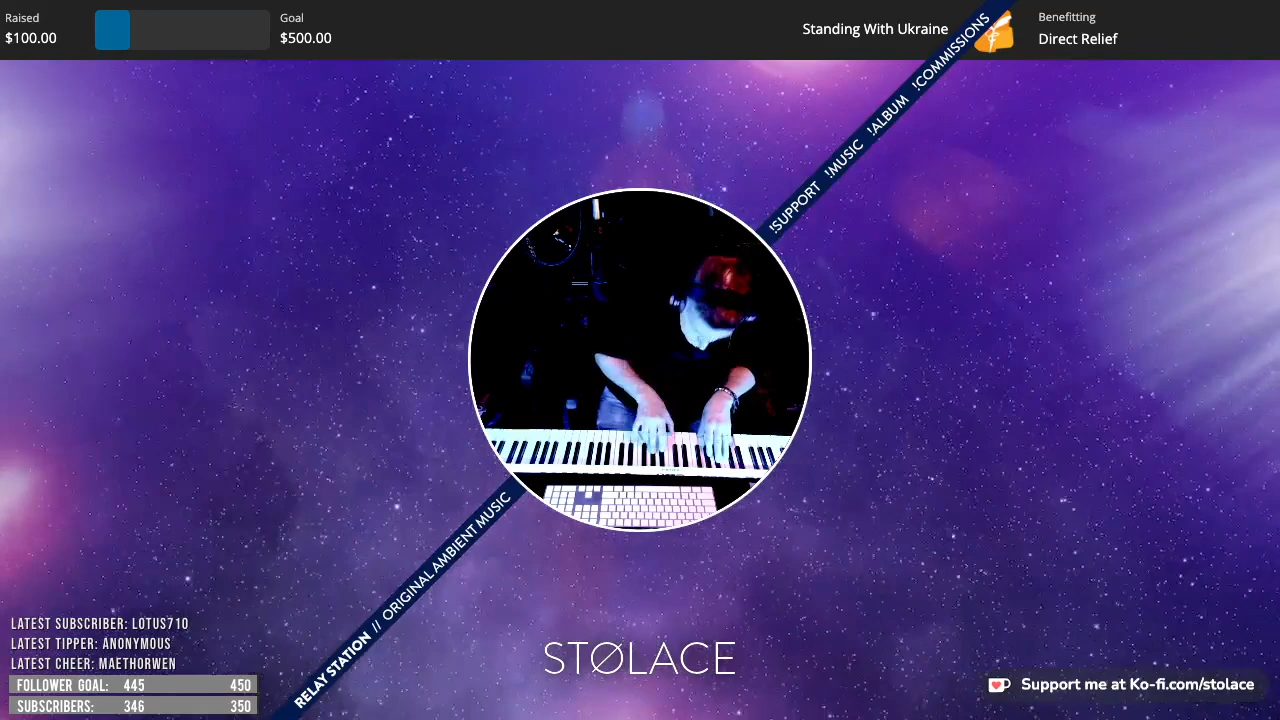 Raised
$100.00
Goal
$500.00
Standing With Ukraine
Benefitting
Direct Relief
!SUPPORT !MUSIC !ALBUM !COMMISSIONS
RELAY STATION // ORIGINAL AMBIENT MUSIC
STØLACE
LATEST SUBSCRIBER: LOTUS710
LATEST TIPPER: ANONYMOUS
LATEST CHEER: MAETHORWEN
FOLLOWER GOAL: 445 450
SUBSCRIBERS: 346 350
Support me at Ko-fi.com/stolace